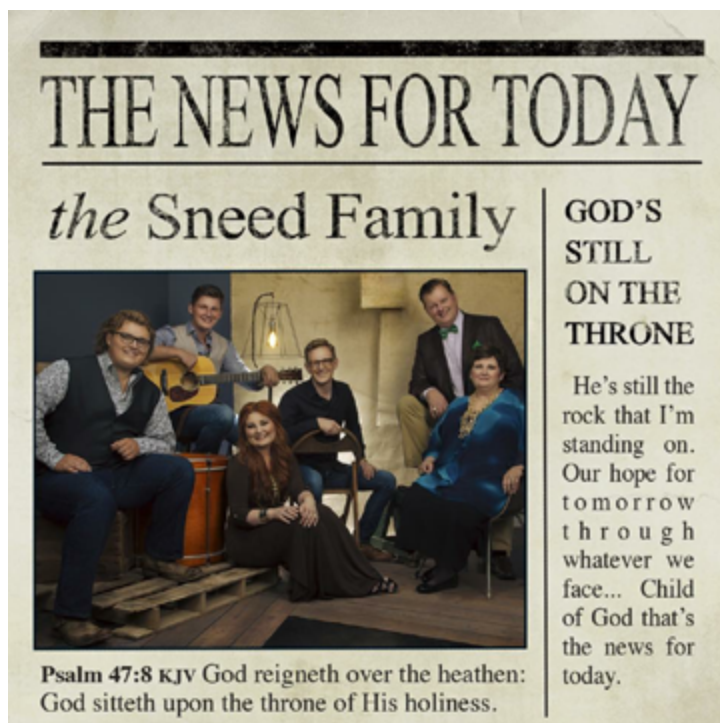 THE NEWS FOR TODAY
the Sneed Family
GOD'S
STILL
ON THE
THRONE
He's still the
rock that I'm
standing on.
Our hope for
tomorrow
through
whatever we
face... Child
of God that's
the news for
today.
Psalm 47:8 KJV God reigneth over the heathen:
God sitteth upon the throne of His holiness.